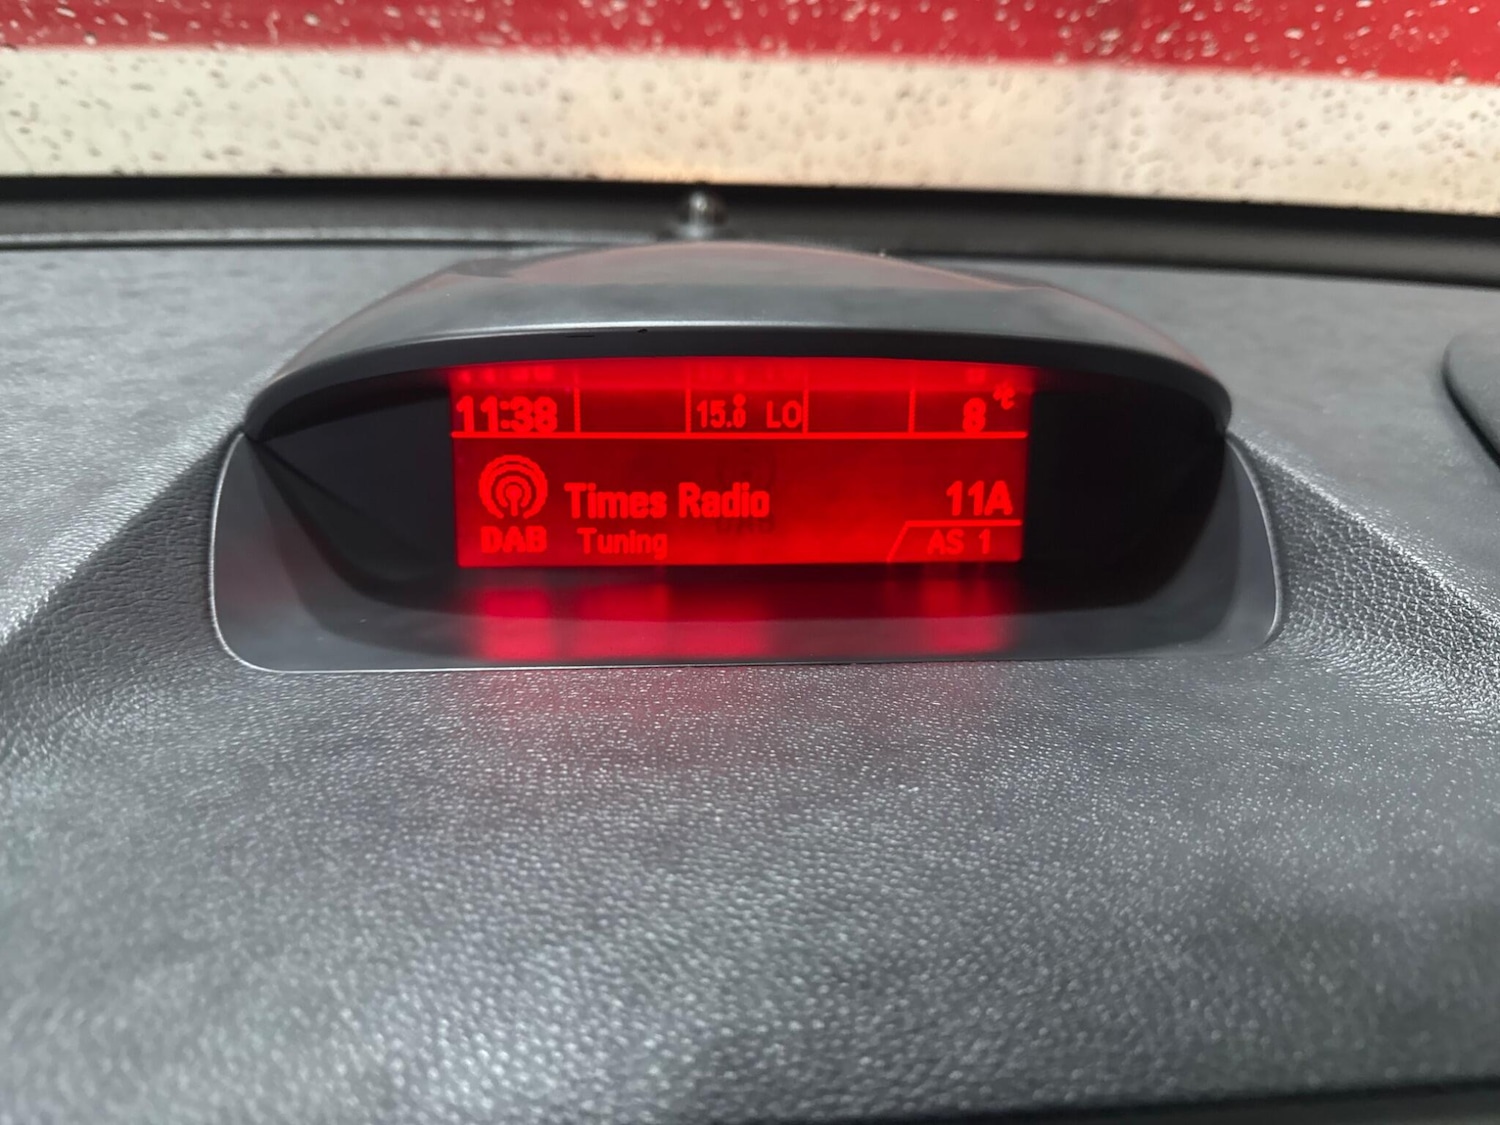 11:38 15.0 LO 8 °C
Times Radio 11A
DAB Tuning AS 1